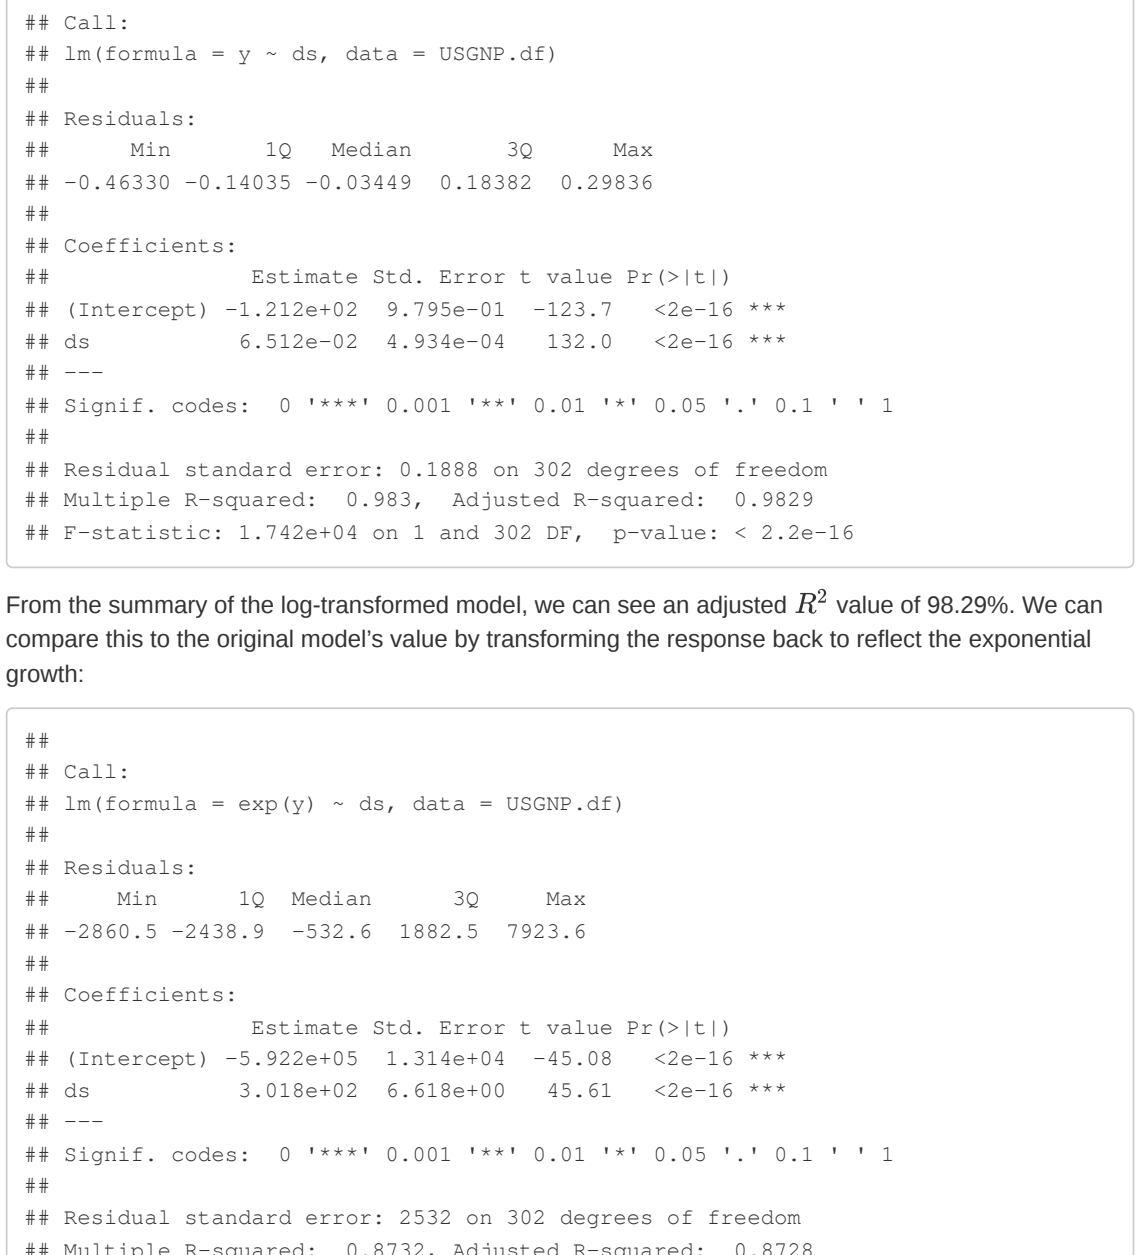 ## Call:
## lm(formula = y ~ ds, data = USGNP.df)
##
## Residuals:
##      Min       1Q   Median       3Q      Max
## -0.46330 -0.14035 -0.03449  0.18382  0.29836
##
## Coefficients:
##               Estimate Std. Error t value Pr(>|t|)
## (Intercept) -1.212e+02  9.795e-01  -123.7   <2e-16 ***
## ds           6.512e-02  4.934e-04   132.0   <2e-16 ***
## ---
## Signif. codes:  0 '***' 0.001 '**' 0.01 '*' 0.05 '.' 0.1 ' ' 1
##
## Residual standard error: 0.1888 on 302 degrees of freedom
## Multiple R-squared:  0.983,  Adjusted R-squared:  0.9829
## F-statistic: 1.742e+04 on 1 and 302 DF,  p-value: < 2.2e-16
From the summary of the log-transformed model, we can see an adjusted R² value of 98.29%. We can
compare this to the original model's value by transforming the response back to reflect the exponential
growth:
##
## Call:
## lm(formula = exp(y) ~ ds, data = USGNP.df)
##
## Residuals:
##     Min      1Q  Median      3Q     Max
## -2860.5 -2438.9  -532.6  1882.5  7923.6
##
## Coefficients:
##               Estimate Std. Error t value Pr(>|t|)
## (Intercept) -5.922e+05  1.314e+04  -45.08   <2e-16 ***
## ds           3.018e+02  6.618e+00   45.61   <2e-16 ***
## ---
## Signif. codes:  0 '***' 0.001 '**' 0.01 '*' 0.05 '.' 0.1 ' ' 1
##
## Residual standard error: 2532 on 302 degrees of freedom
## Multiple R-squared:  0.8732, Adjusted R-squared:  0.8728